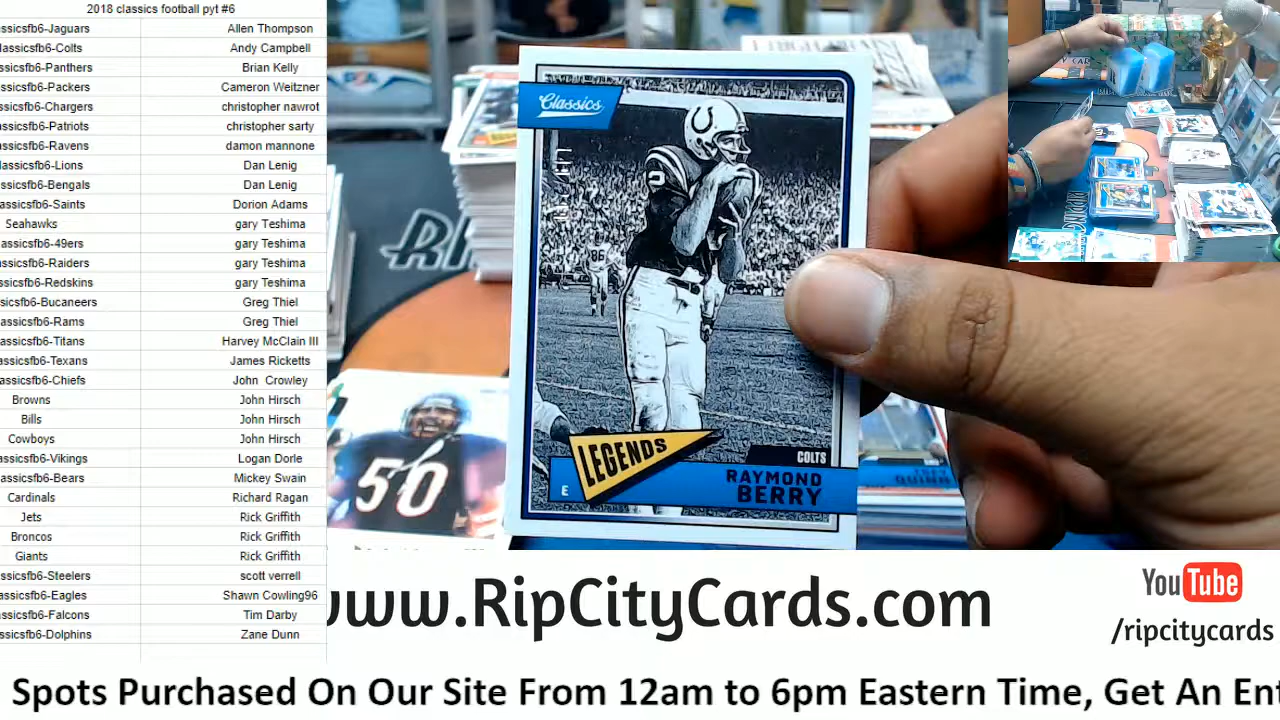 2018 classics football pyt #6
ssicsfb6-Jaguars Allen Thompson
lassicsfb6-Colts Andy Campbell
ssicsfb6-Panthers Brian Kelly
ssicsfb6-Packers Cameron Weitzner
ssicsfb6-Chargers christopher nawrot
ssicsfb6-Patriots christopher sarty
assicsfb6-Ravens damon mannone
lassicsfb6-Lions Dan Lenig
ssicsfb6-Bengals Dan Lenig
assicsfb6-Saints Dorion Adams
Seahawks gary Teshima
assicsfb6-49ers gary Teshima
assicsfb6-Raiders gary Teshima
ssicsfb6-Redskins gary Teshima
sicsfb6-Bucaneers Greg Thiel
assicsfb6-Rams Greg Thiel
assicsfb6-Titans Harvey McClain III
assicsfb6-Texans James Ricketts
assicsfb6-Chiefs John Crowley
Browns John Hirsch
Bills John Hirsch
Cowboys John Hirsch
assicsfb6-Vikings Logan Dorle
assicsfb6-Bears Mickey Swain
Cardinals Richard Ragan
Jets Rick Griffith
Broncos Rick Griffith
Giants Rick Griffith
ssicsfb6-Steelers scott verrell
assicsfb6-Eagles Shawn Cowling96
assicsfb6-Falcons Tim Darby
ssicsfb6-Dolphins Zane Dunn
Classics
86
50
LEGENDS
COLTS
E
RAYMOND
BERRY
www.RipCityCards.com
YouTube
/ripcitycards
Spots Purchased On Our Site From 12am to 6pm Eastern Time, Get An Ent